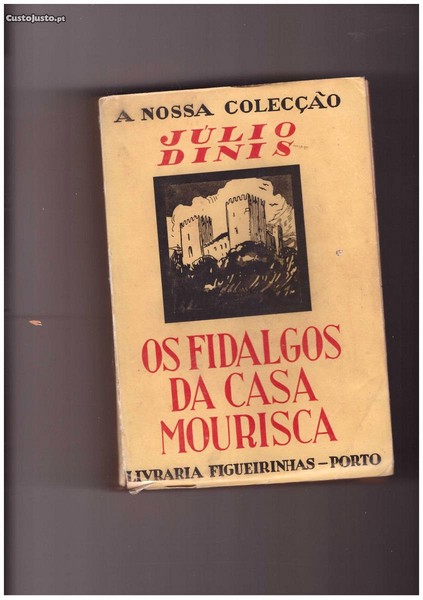 CustoJusto.pt
A NOSSA COLECÇÃO
JÚLIO
DINIS
OS FIDALGOS
DA CASA
MOURISCA
LIVRARIA FIGUEIRINHAS - PORTO